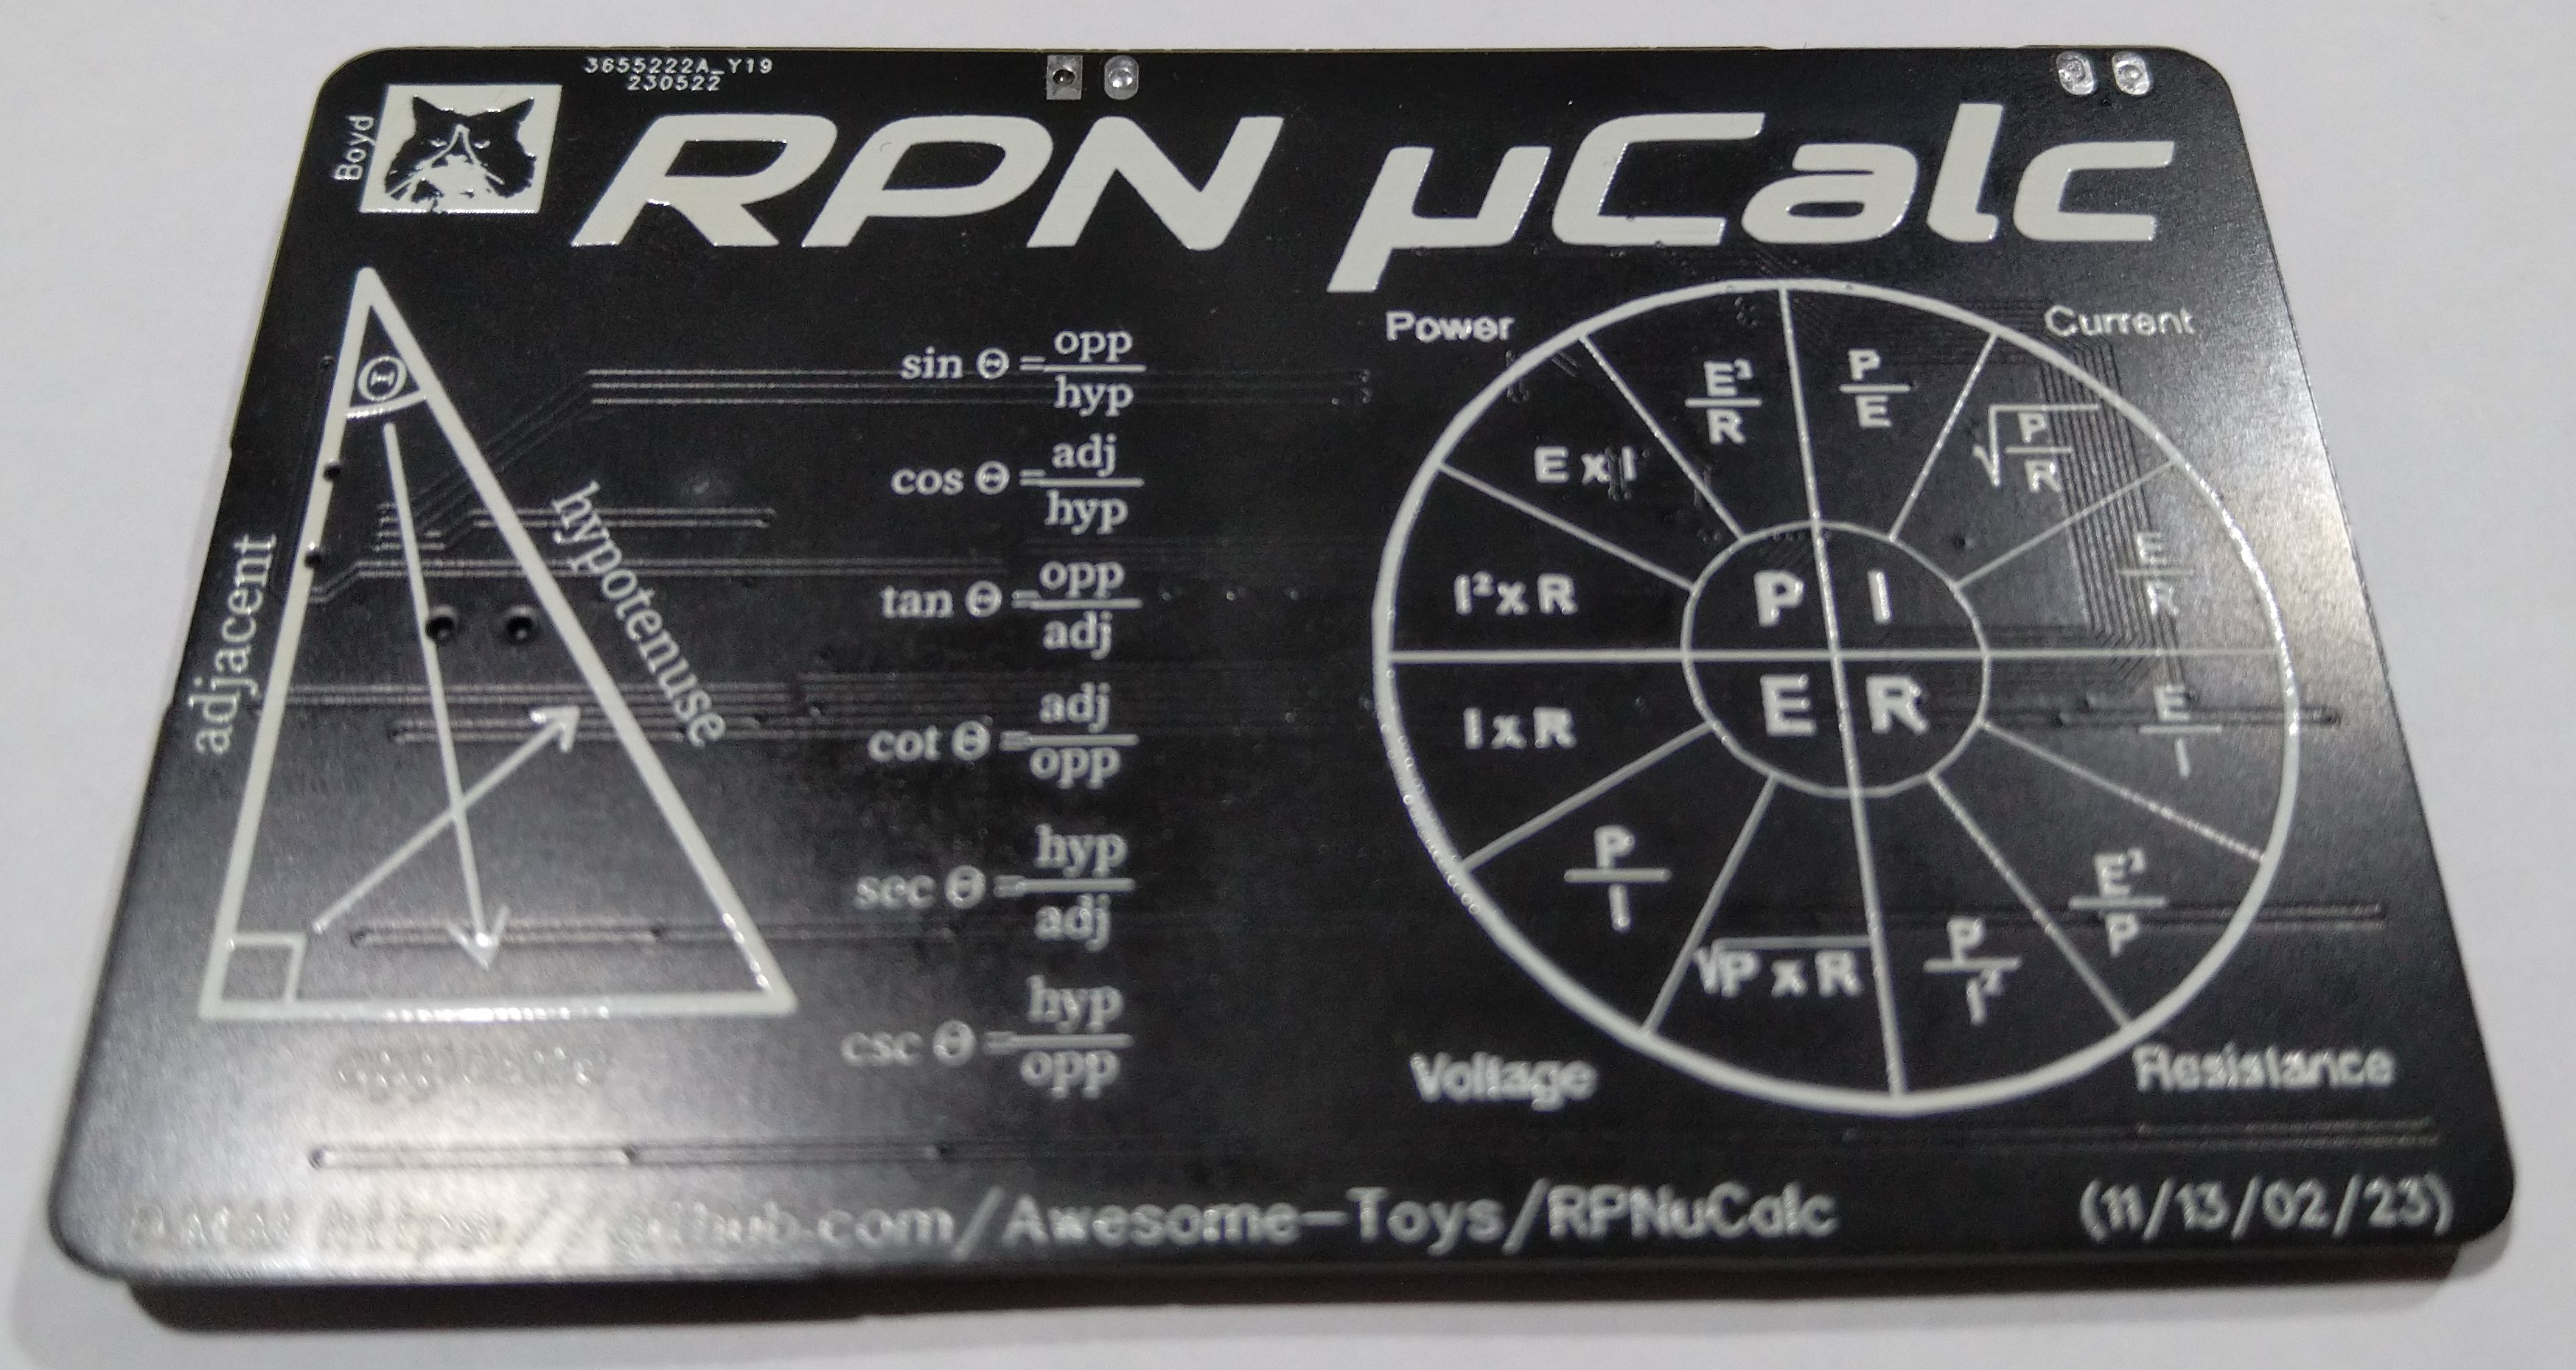 3655222A_Y19
230522
Boyd
RPN µCalc
Θ
adjacent
hypotenuse
sin Θ = opp
hyp
cos Θ = adj
hyp
tan Θ = opp
adj
cot Θ = adj
opp
sec Θ = hyp
adj
csc Θ = hyp
opp
Power
Current
E x I
E²
R
P
E
√P
R
I² x R
E
R
P I
E R
I x R
E
I
P
I
E²
P
√P x R
P
I²
Voltage
Resistance
github.com/Awesome-Toys/RPNuCalc
(11/13/02/23)